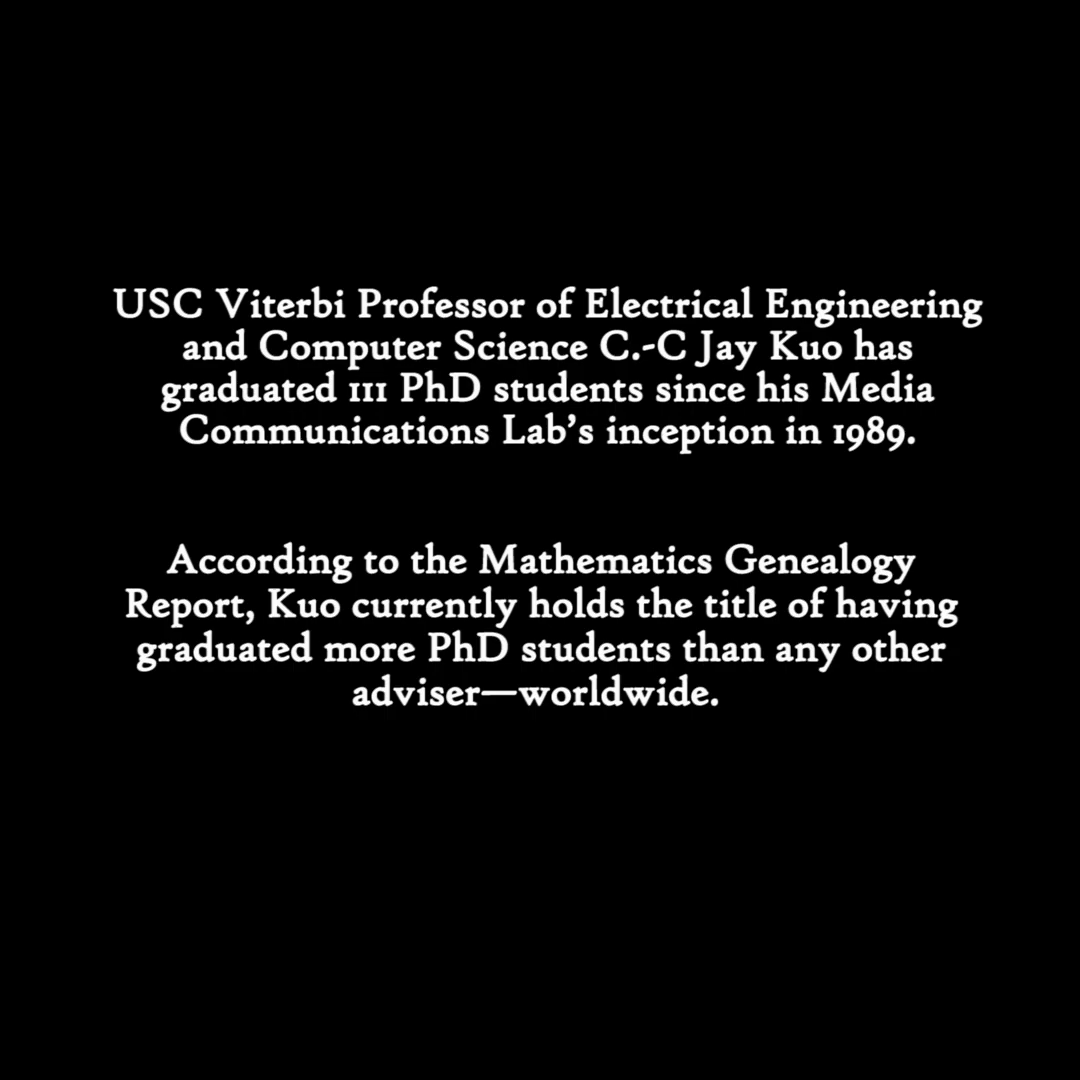 USC Viterbi Professor of Electrical Engineering
and Computer Science C.-C Jay Kuo has
graduated 111 PhD students since his Media
Communications Lab’s inception in 1989.
According to the Mathematics Genealogy
Report, Kuo currently holds the title of having
graduated more PhD students than any other
adviser—worldwide.